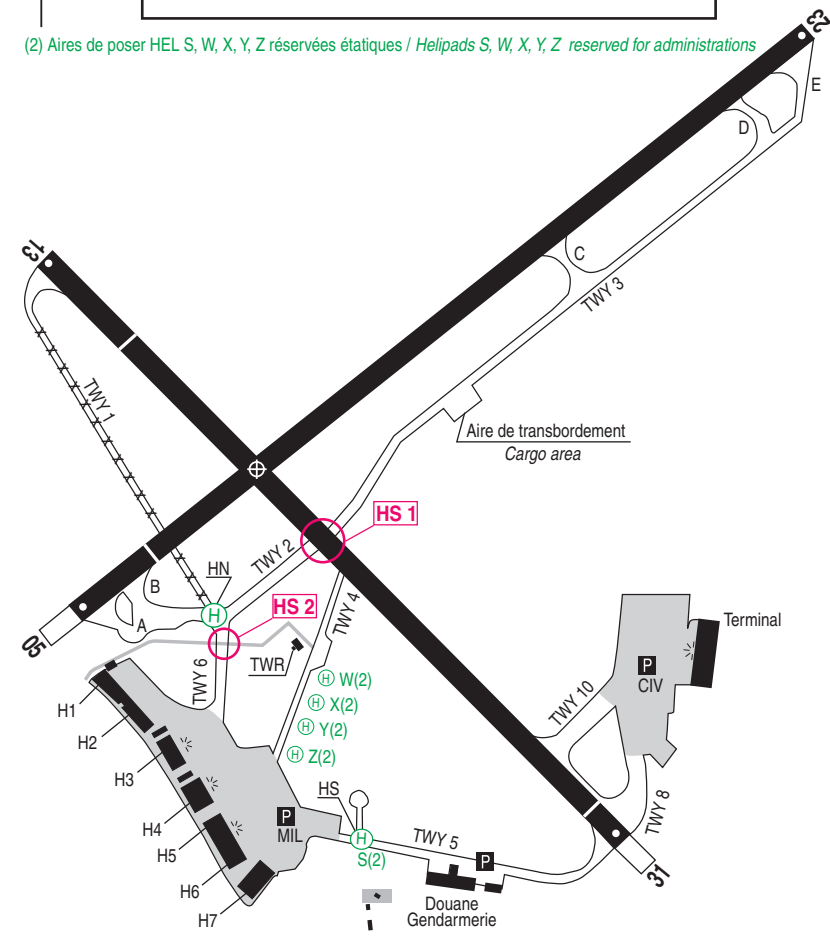 (2) Aires de poser HEL S, W, X, Y, Z réservées étatiques / Helipads S, W, X, Y, Z reserved for administrations
23
E
D
C
TWY 3
13
TWY 1
Aire de transbordement
Cargo area
HS 1
TWY 2
HN
H
B
A
HS 2
05
TWY 4
TWR
TWY 6
H W(2)
H X(2)
H Y(2)
H Z(2)
Terminal
P
CIV
TWY 10
TWY 8
H1
H2
H3
H4
H5
H6
H7
P
MIL
HS
H
S(2)
TWY 5
P
31
Douane
Gendarmerie